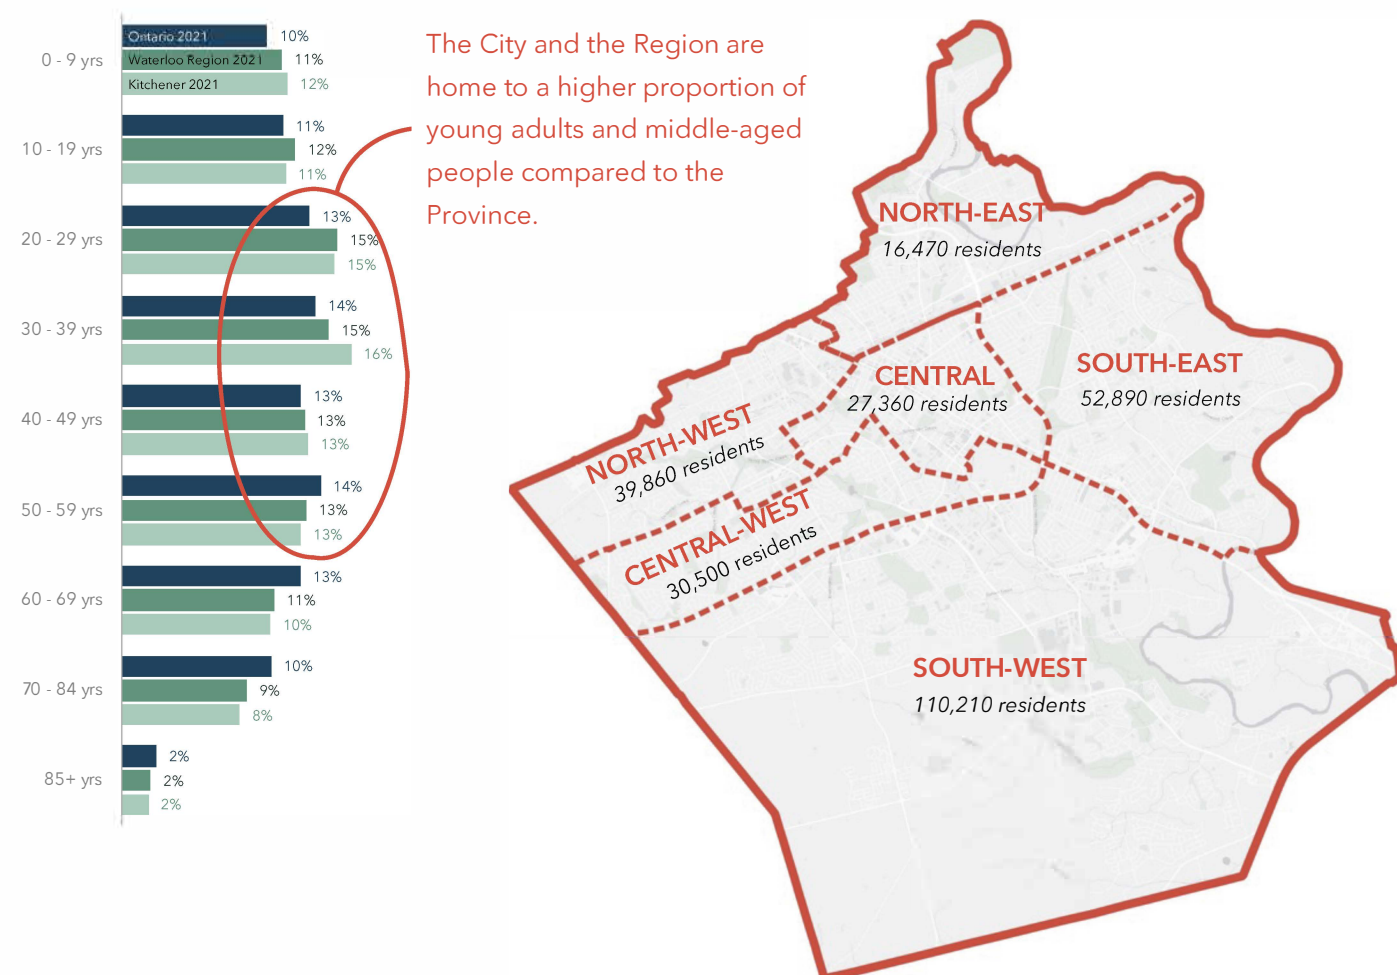 0 - 9 yrs
Ontario 2021
10%
Waterloo Region 2021
11%
Kitchener 2021
12%
10 - 19 yrs
11%
12%
11%
20 - 29 yrs
13%
15%
15%
30 - 39 yrs
14%
15%
16%
40 - 49 yrs
13%
13%
13%
50 - 59 yrs
14%
13%
13%
60 - 69 yrs
13%
11%
10%
70 - 84 yrs
10%
9%
8%
85+ yrs
2%
2%
2%
The City and the Region are
home to a higher proportion of
young adults and middle-aged
people compared to the
Province.
NORTH-EAST
16,470 residents
CENTRAL
27,360 residents
SOUTH-EAST
52,890 residents
NORTH-WEST
39,860 residents
CENTRAL-WEST
30,500 residents
SOUTH-WEST
110,210 residents